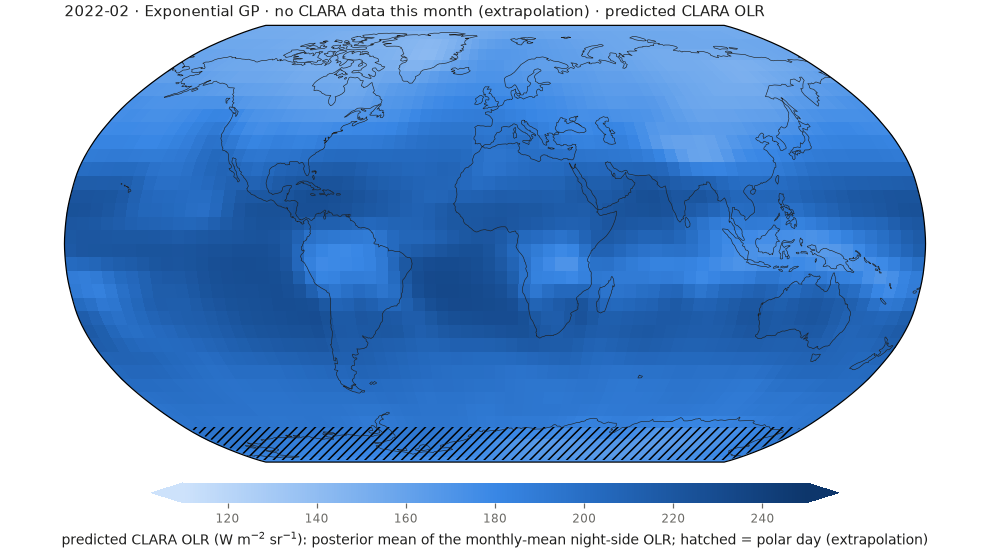 2022-02 · Exponential GP · no CLARA data this month (extrapolation) · predicted CLARA OLR
120 140 160 180 200 220 240
predicted CLARA OLR (W m⁻² sr⁻¹): posterior mean of the monthly-mean night-side OLR; hatched = polar day (extrapolation)